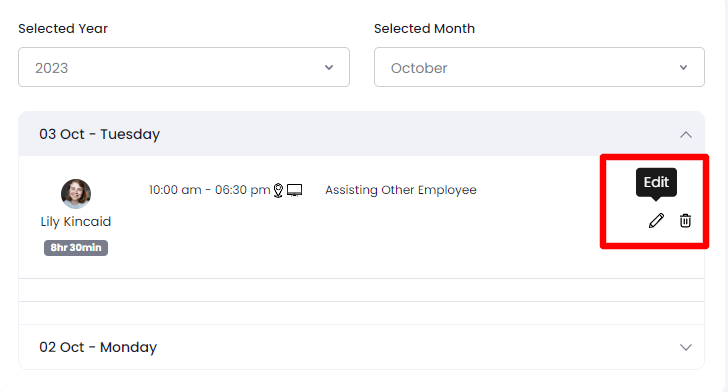 Selected Year
Selected Month
2023
October
03 Oct - Tuesday
10:00 am - 06:30 pm
Assisting Other Employee
Edit
Lily Kincaid
8hr 30min
02 Oct - Monday